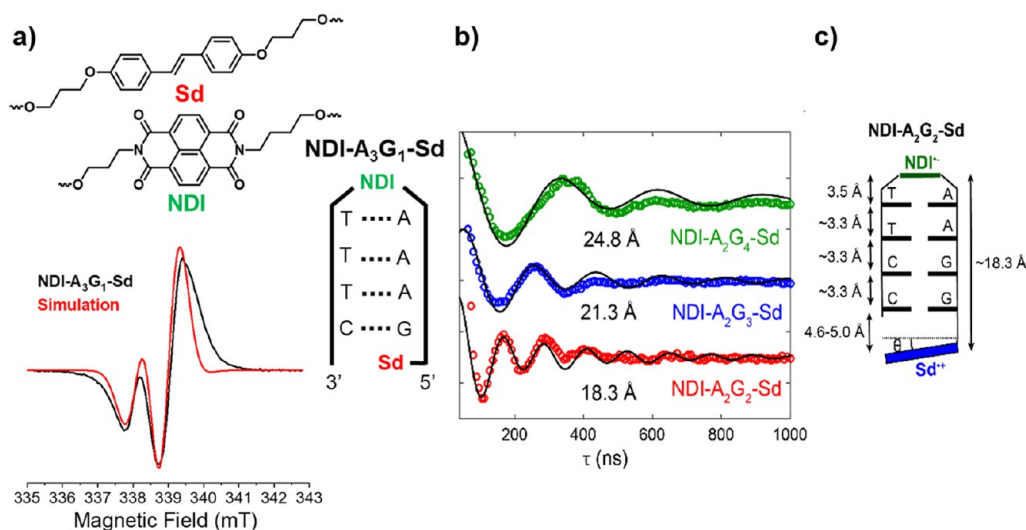 a)
O
O
Sd
O
O
O
O
N
N
O
O
O
O
NDI
NDI-A₃G₁-Sd
Simulation
335 336 337 338 339 340 341 342 343
Magnetic Field (mT)
NDI-A₃G₁-Sd
NDI
T A
T A
T A
C G
Sd
3' 5'
b)
24.8 Å NDI-A₂G₄-Sd
21.3 Å NDI-A₂G₃-Sd
18.3 Å NDI-A₂G₂-Sd
200 400 600 800 1000
τ (ns)
c)
NDI-A₂G₂-Sd
NDI•-
3.5 Å T A
~3.3 Å T A
~3.3 Å C G
~3.3 Å C G
~18.3 Å
4.6-5.0 Å θ
Sd•+